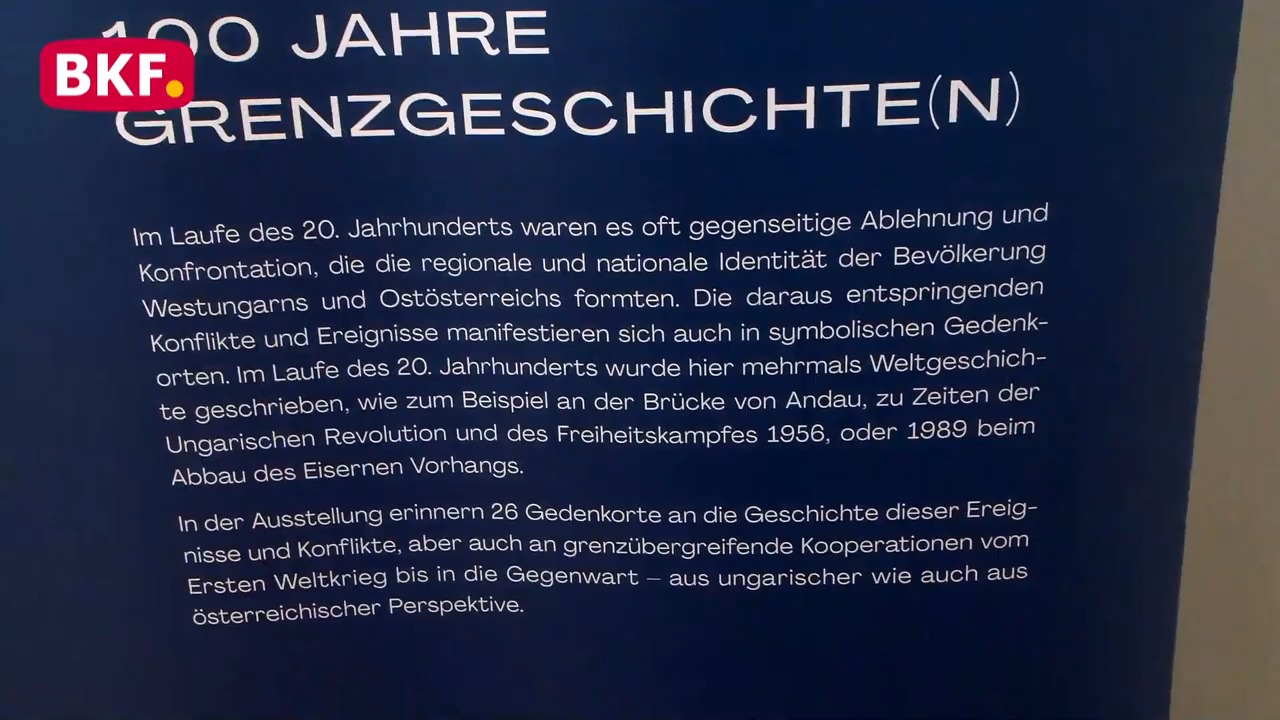 100 JAHRE
BKF.
GRENZGESCHICHTE(N)
Im Laufe des 20. Jahrhunderts waren es oft gegenseitige Ablehnung und
Konfrontation, die die regionale und nationale Identität der Bevölkerung
Westungarns und Ostösterreichs formten. Die daraus entspringenden
Konflikte und Ereignisse manifestieren sich auch in symbolischen Gedenk-
orten. Im Laufe des 20. Jahrhunderts wurde hier mehrmals Weltgeschich-
te geschrieben, wie zum Beispiel an der Brücke von Andau, zu Zeiten der
Ungarischen Revolution und des Freiheitskampfes 1956, oder 1989 beim
Abbau des Eisernen Vorhangs.
In der Ausstellung erinnern 26 Gedenkorte an die Geschichte dieser Ereig-
nisse und Konflikte, aber auch an grenzübergreifende Kooperationen vom
Ersten Weltkrieg bis in die Gegenwart – aus ungarischer wie auch aus
österreichischer Perspektive.